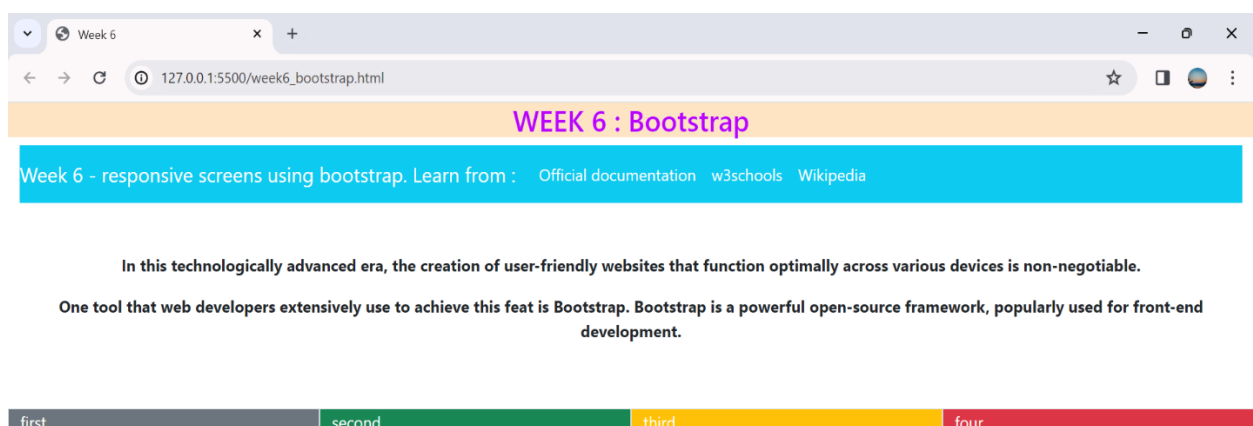 Week 6
127.0.0.1:5500/week6_bootstrap.html
WEEK 6 : Bootstrap
Week 6 - responsive screens using bootstrap. Learn from : Official documentation w3schools Wikipedia
In this technologically advanced era, the creation of user-friendly websites that function optimally across various devices is non-negotiable.
One tool that web developers extensively use to achieve this feat is Bootstrap. Bootstrap is a powerful open-source framework, popularly used for front-end
development.
first second third four